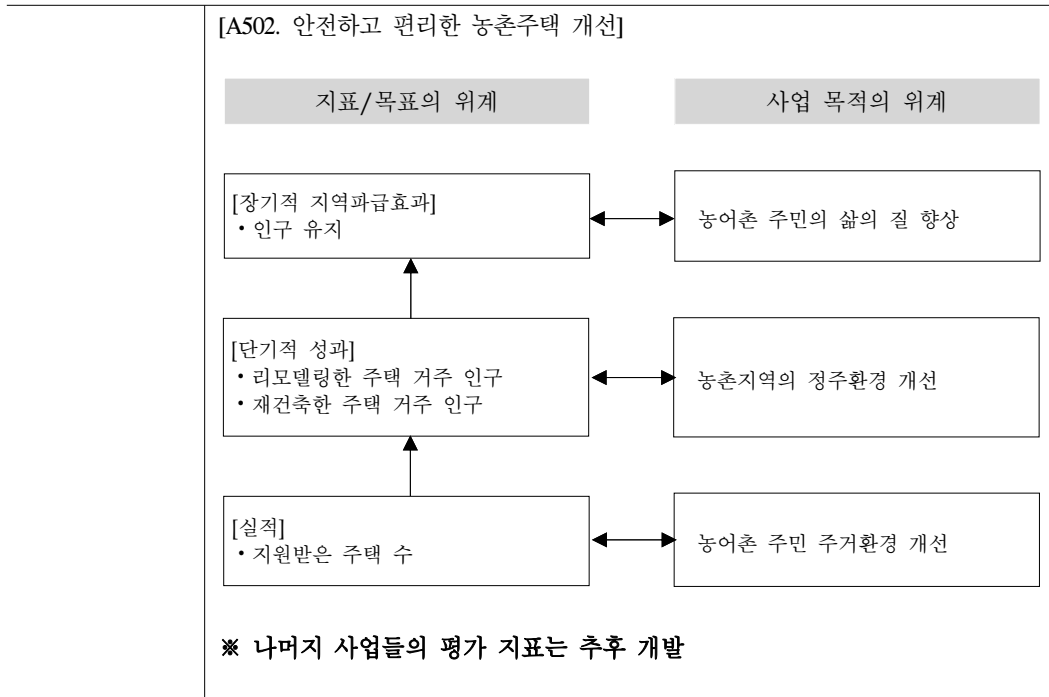 [A502. 안전하고 편리한 농촌주택 개선]
지표/목표의 위계
사업 목적의 위계
[장기적 지역파급효과]
• 인구 유지
농어촌 주민의 삶의 질 향상
[단기적 성과]
• 리모델링한 주택 거주 인구
• 재건축한 주택 거주 인구
농촌지역의 정주환경 개선
[실적]
• 지원받은 주택 수
농어촌 주민 주거환경 개선
※ 나머지 사업들의 평가 지표는 추후 개발